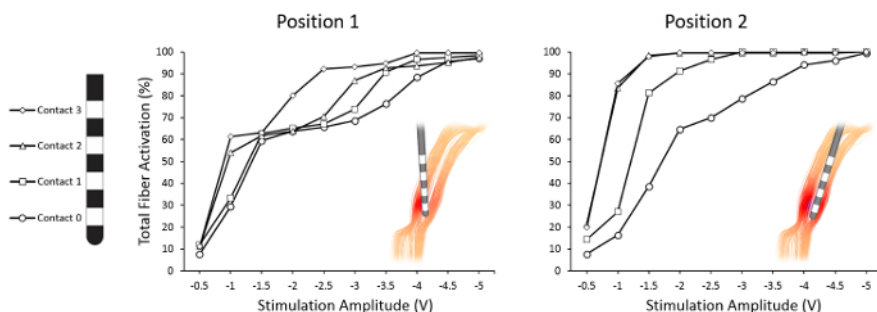 Position 1
Position 2
Contact 3
Contact 2
Contact 1
Contact 0
Total Fiber Activation (%)
100
90
80
70
60
50
40
30
20
10
0
-0.5 -1 -1.5 -2 -2.5 -3 -3.5 -4 -4.5 -5
Stimulation Amplitude (V)
100
90
80
70
60
50
40
30
20
10
0
-0.5 -1 -1.5 -2 -2.5 -3 -3.5 -4 -4.5 -5
Stimulation Amplitude (V)